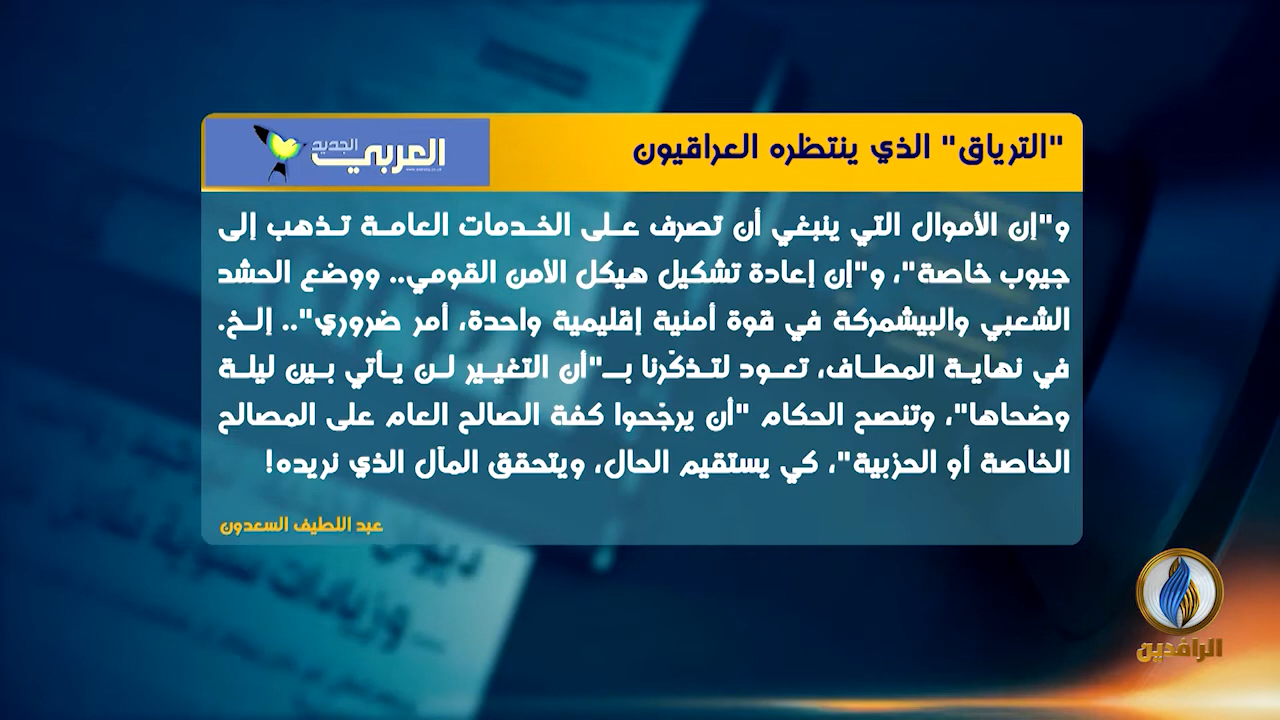 "الترياق" الذي ينتظره العراقيون
العربي الجديد
و"إن الأموال التي ينبغي أن تصرف على الخدمات العامة تذهب إلى
جيوب خاصة"، و"إن إعادة تشكيل هيكل الأمن القومي.. ووضع الحشد
الشعبي والبيشمركة في قوة أمنية إقليمية واحدة، أمر ضروري".. إلخ.
في نهاية المطاف، تعود لتذكّرنا بـ"أن التغيير لن يأتي بين ليلة
وضحاها"، وتنصح الحكام "أن يرجّحوا كفة الصالح العام على المصالح
الخاصة أو الحزبية"، كي يستقيم الحال، ويتحقق المآل الذي نريده!
عبد اللطيف السعدون
الرافدين